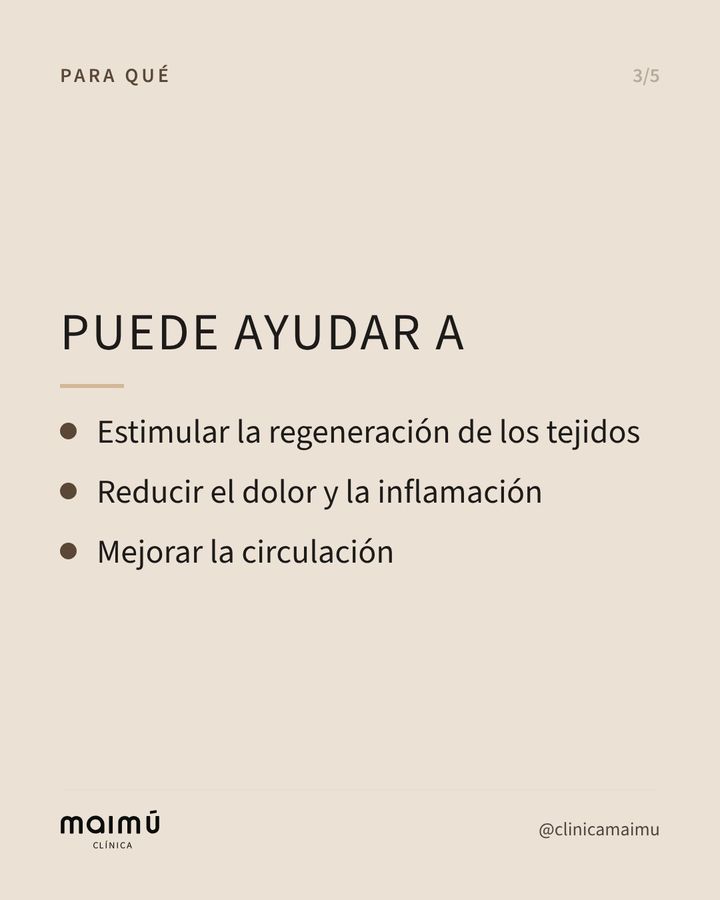 PARA QUÉ
3/5
PUEDE AYUDAR A
Estimular la regeneración de los tejidos
Reducir el dolor y la inflamación
Mejorar la circulación
maimú
CLÍNICA
@clinicamaimu